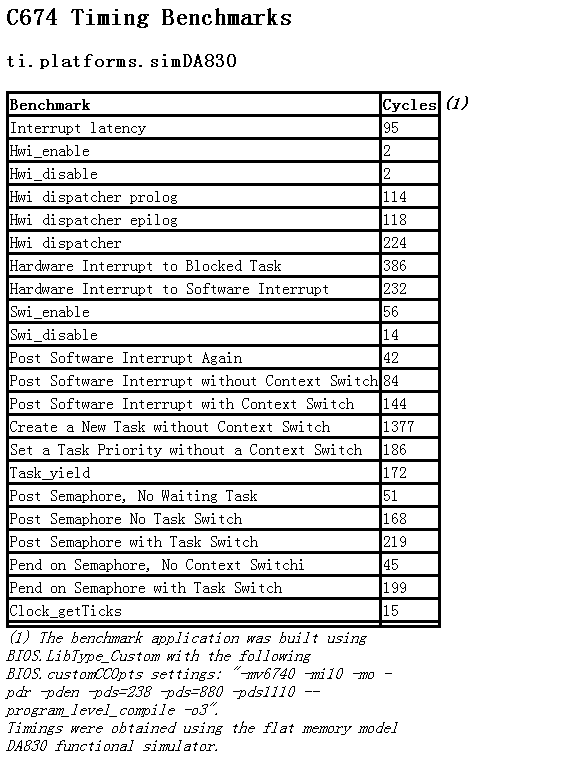 C674 Timing Benchmarks
ti.platforms.simDA830
Benchmark Cycles (1)
Interrupt latency 95
Hwi_enable 2
Hwi_disable 2
Hwi dispatcher prolog 114
Hwi dispatcher epilog 118
Hwi dispatcher 224
Hardware Interrupt to Blocked Task 386
Hardware Interrupt to Software Interrupt 232
Swi_enable 56
Swi_disable 14
Post Software Interrupt Again 42
Post Software Interrupt without Context Switch 84
Post Software Interrupt with Context Switch 144
Create a New Task without Context Switch 1377
Set a Task Priority without a Context Switch 186
Task_yield 172
Post Semaphore, No Waiting Task 51
Post Semaphore No Task Switch 168
Post Semaphore with Task Switch 219
Pend on Semaphore, No Context Switchi 45
Pend on Semaphore with Task Switch 199
Clock_getTicks 15
(1) The benchmark application was built using
BIOS.LibType_Custom with the following
BIOS.customCCOpts settings: "-mv6740 -mi10 -mo -
pdr -pden -pds=238 -pds=880 -pds1110 --
program_level_compile -o3".
Timings were obtained using the flat memory model
DA830 functional simulator.